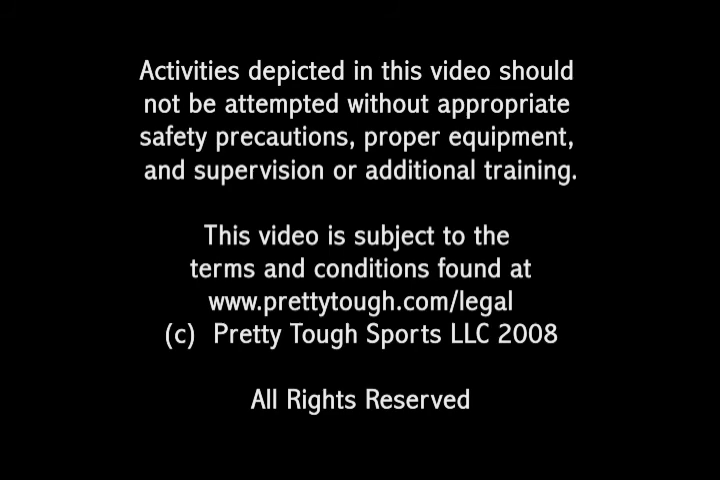 Activities depicted in this video should
not be attempted without appropriate
safety precautions, proper equipment,
and supervision or additional training.
This video is subject to the
terms and conditions found at
www.prettytough.com/legal
(c) Pretty Tough Sports LLC 2008
All Rights Reserved